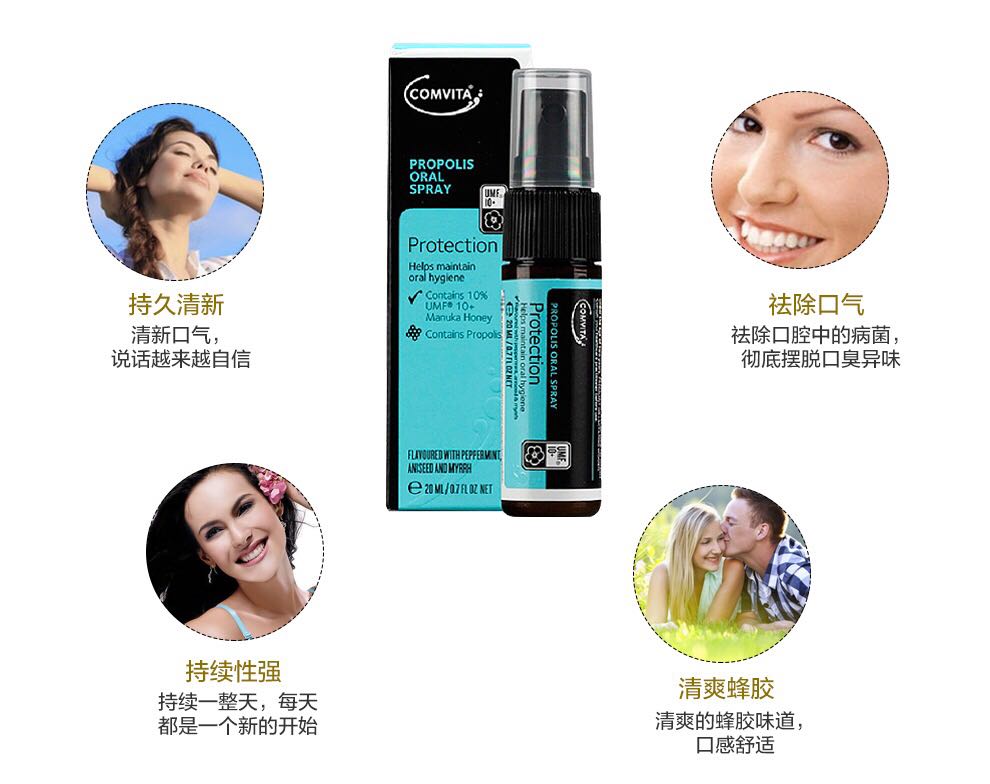 COMVITA
PROPOLIS
ORAL
SPRAY
UMF®
10+
Protection
Helps maintain
oral hygiene
Contains 10%
UMF® 10+
Manuka Honey
Contains Propolis
FLAVOURED WITH PEPPERMINT,
ANISEED AND MYRRH
e 20 ML/0.7 FL OZ NET
COMVITA
PROPOLIS ORAL SPRAY
Protection
Helps maintain oral hygiene
Flavoured with peppermint, aniseed & myrrh
e 20 ML/0.7 FL OZ NET
UMF®
10+
持久清新
清新口气，
说话越来越自信
祛除口气
祛除口腔中的病菌，
彻底摆脱口臭异味
持续性强
持续一整天，每天
都是一个新的开始
清爽蜂胶
清爽的蜂胶味道，
口感舒适